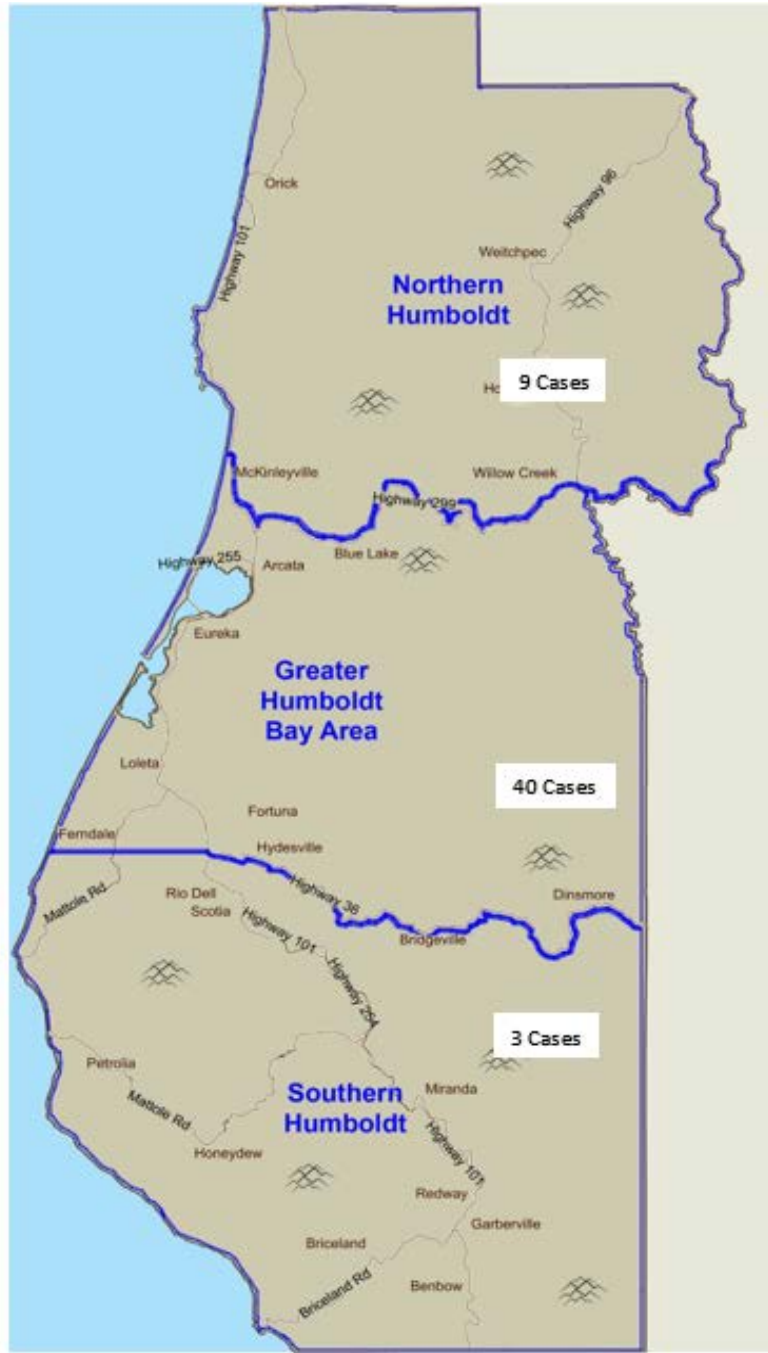 Orick
Highway 101
Highway 96
Weitchpec
Northern
Humboldt
9 Cases
McKinleyville
Willow Creek
Highway 299
Blue Lake
Highway 255
Arcata
Eureka
Greater
Humboldt
Bay Area
Loleta
40 Cases
Fortuna
Ferndale
Hydesville
Dinsmore
Mattole Rd
Rio Dell
Scotia
Highway 36
Highway 101
Bridgeville
Highway 254
3 Cases
Petrolia
Miranda
Southern
Humboldt
Mattole Rd
Honeydew
Highway 101
Redway
Garberville
Briceland
Briceland Rd
Benbow